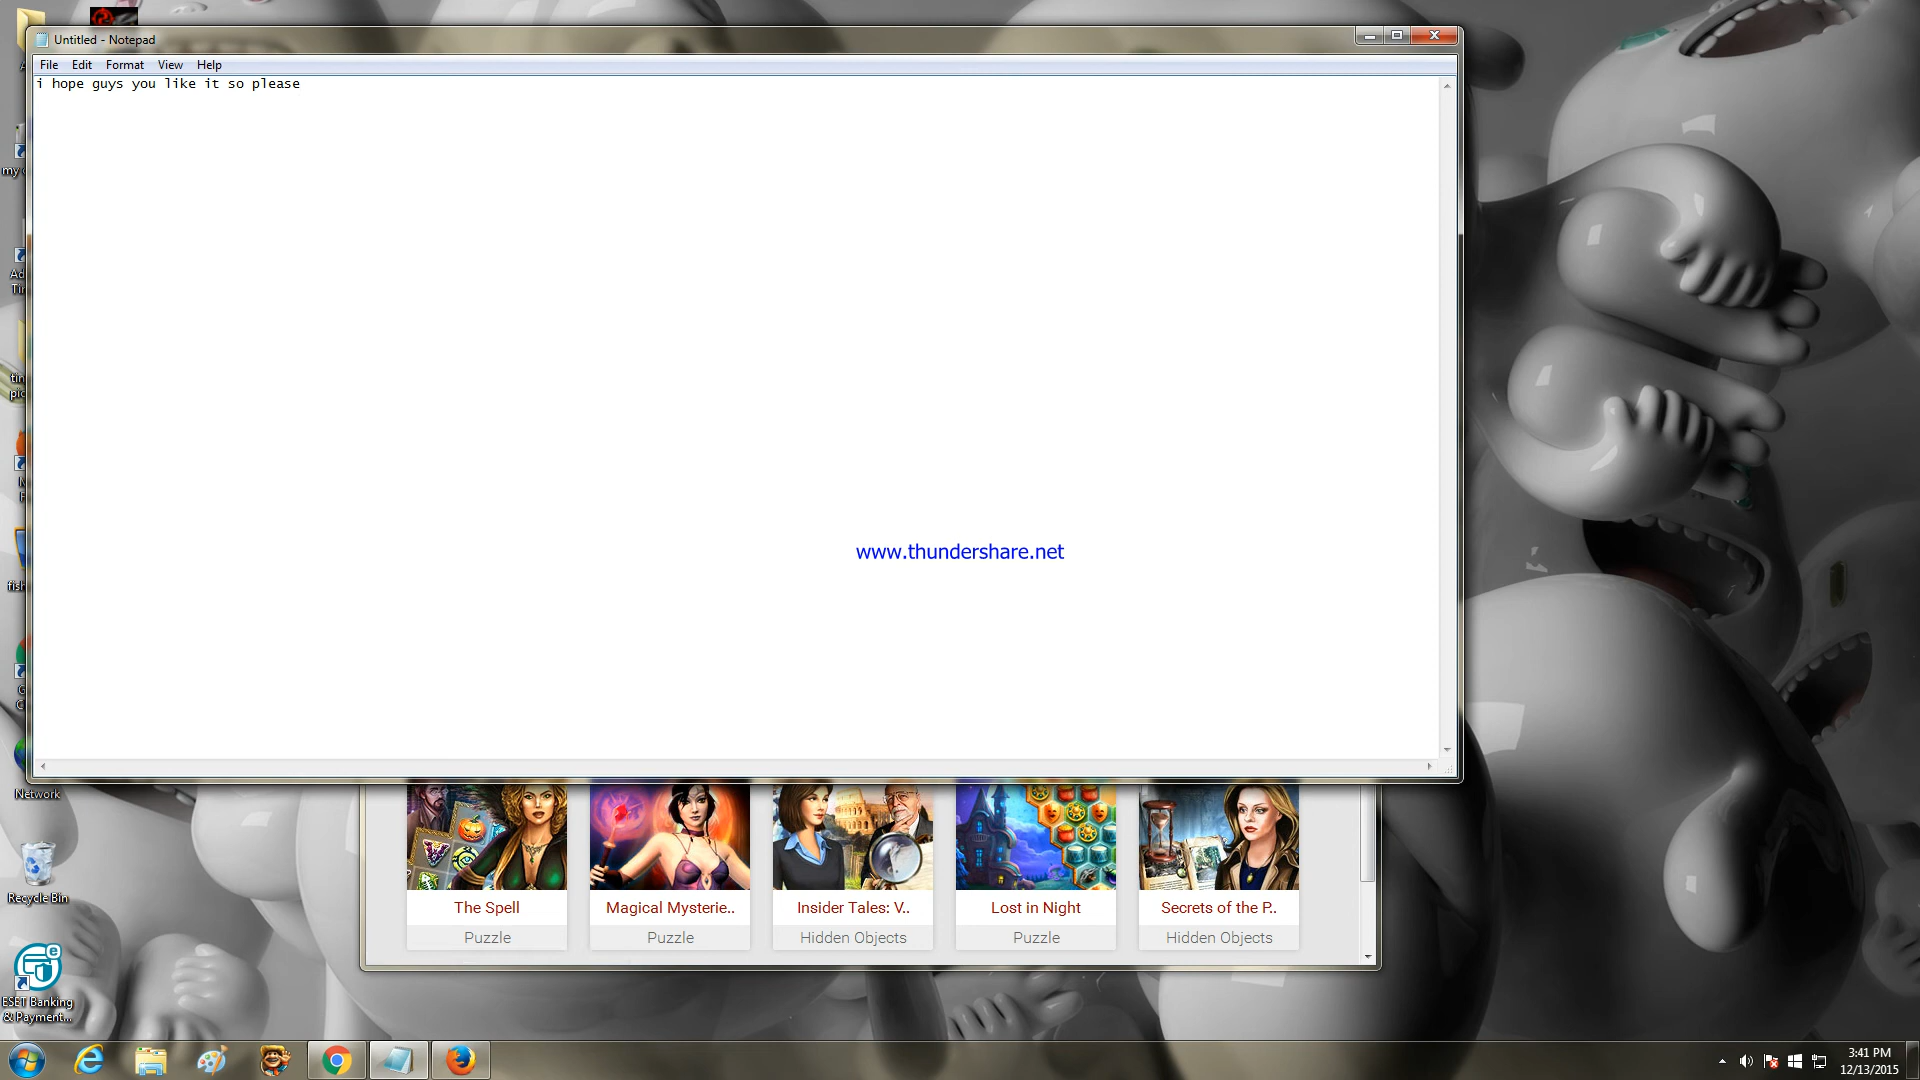 Untitled - Notepad
File Edit Format View Help
i hope guys you like it so please
www.thundershare.net
my
Network
Recycle Bin
ESET Banking
& Payment...
The Spell
Puzzle
Magical Mysterie..
Puzzle
Insider Tales: V..
Hidden Objects
Lost in Night
Puzzle
Secrets of the P..
Hidden Objects
3:41 PM
12/13/2015